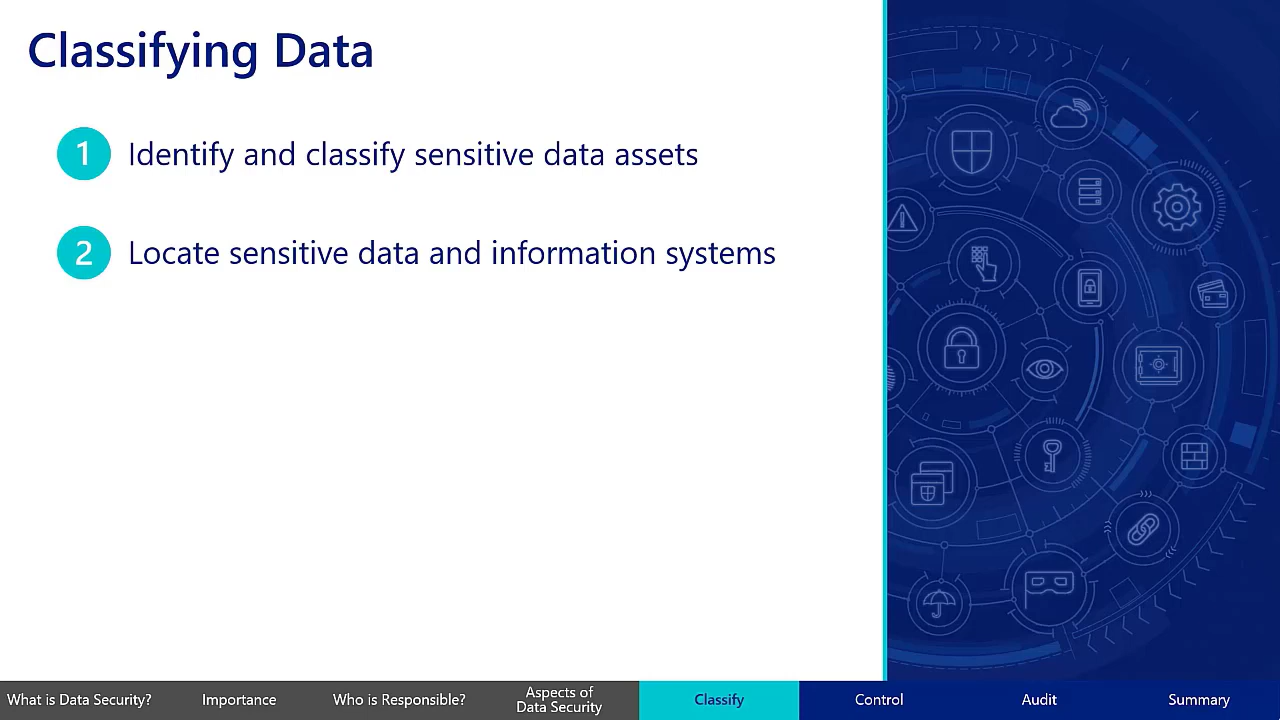 Classifying Data
1 Identify and classify sensitive data assets
2 Locate sensitive data and information systems
What is Data Security?
Importance
Who is Responsible?
Aspects of
Data Security
Classify
Control
Audit
Summary